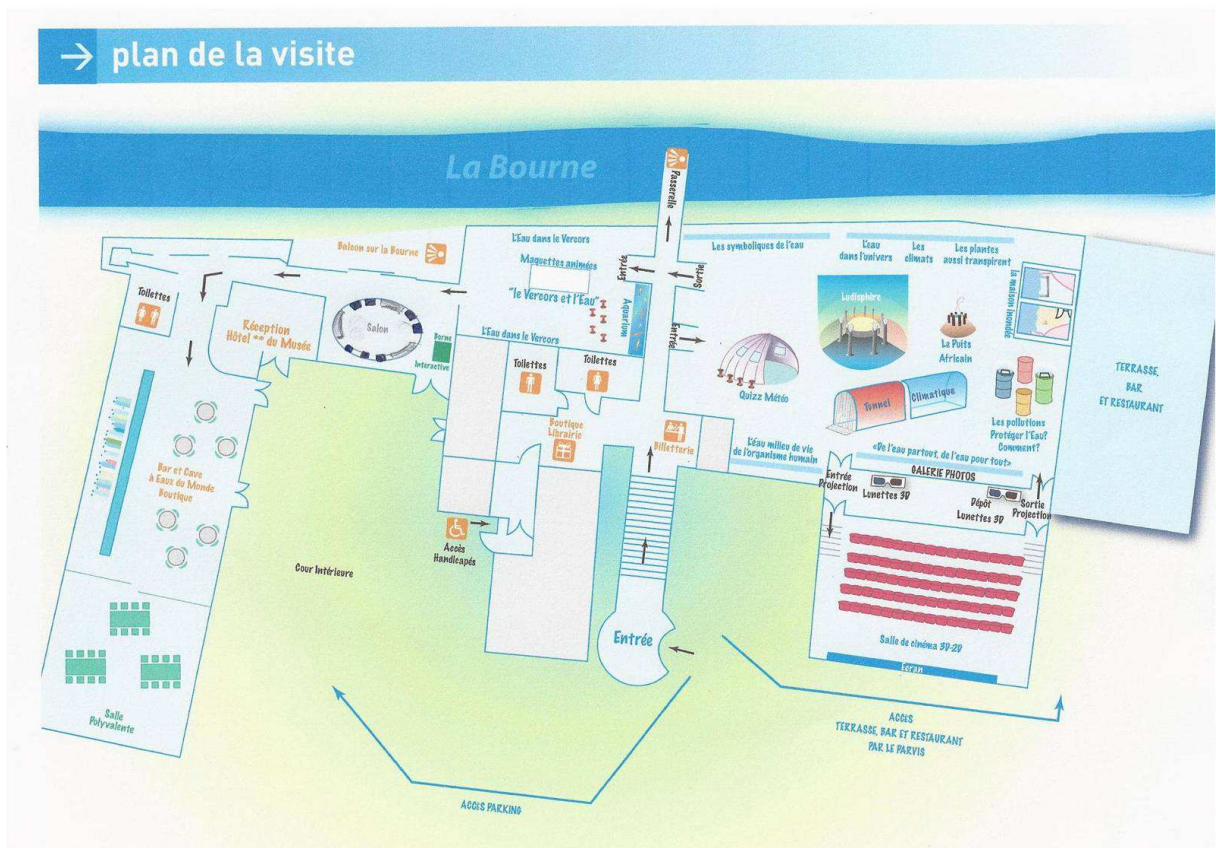 → plan de la visite
La Bourne
Passerelle
Balcon sur la Bourne
L'Eau dans le Vercors
Maquettes animées
"le Vercors et l'Eau"
L'Eau dans le Vercors
Entrée
Sortie
Aquarium
Entrée
Les symboliques de l'eau
L'eau
dans l'univers
Les
climats
Les plantes
aussi transpirent
la maison inondée
Ludisphère
Le Puits
Africain
Quizz Météo
Tunnel
Climatique
Les pollutions
Protéger l'Eau?
Comment?
TERRASSE,
BAR
ET RESTAURANT
Toilettes
Réception
Hôtel ** du Musée
Salon
Borne
Interactive
Toilettes
Toilettes
Boutique
Librairie
Billetterie
L'éau milieu de vie
de l'organisme humain
«De l'eau partout, de l'eau pour tout»
GALERIE PHOTOS
Entrée
Projection
Lunettes 3D
Dépôt
Lunettes 3D
Sortie
Projection
Bar et Cave
à Eaux du Monde
Boutique
Accès
Handicapés
Cour Intérieure
Entrée
Salle de cinéma 3D-2D
Ecran
Salle
Polyvalente
ACCÈS
TERRASSE, BAR ET RESTAURANT
PAR LE PARVIS
ACCÈS PARKING